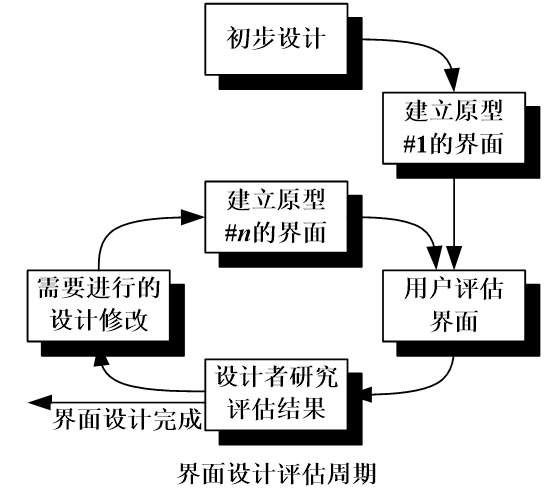 初步设计
建立原型
#1的界面
建立原型
#n的界面
用户评估
界面
需要进行的
设计修改
设计者研究
评估结果
界面设计完成
界面设计评估周期